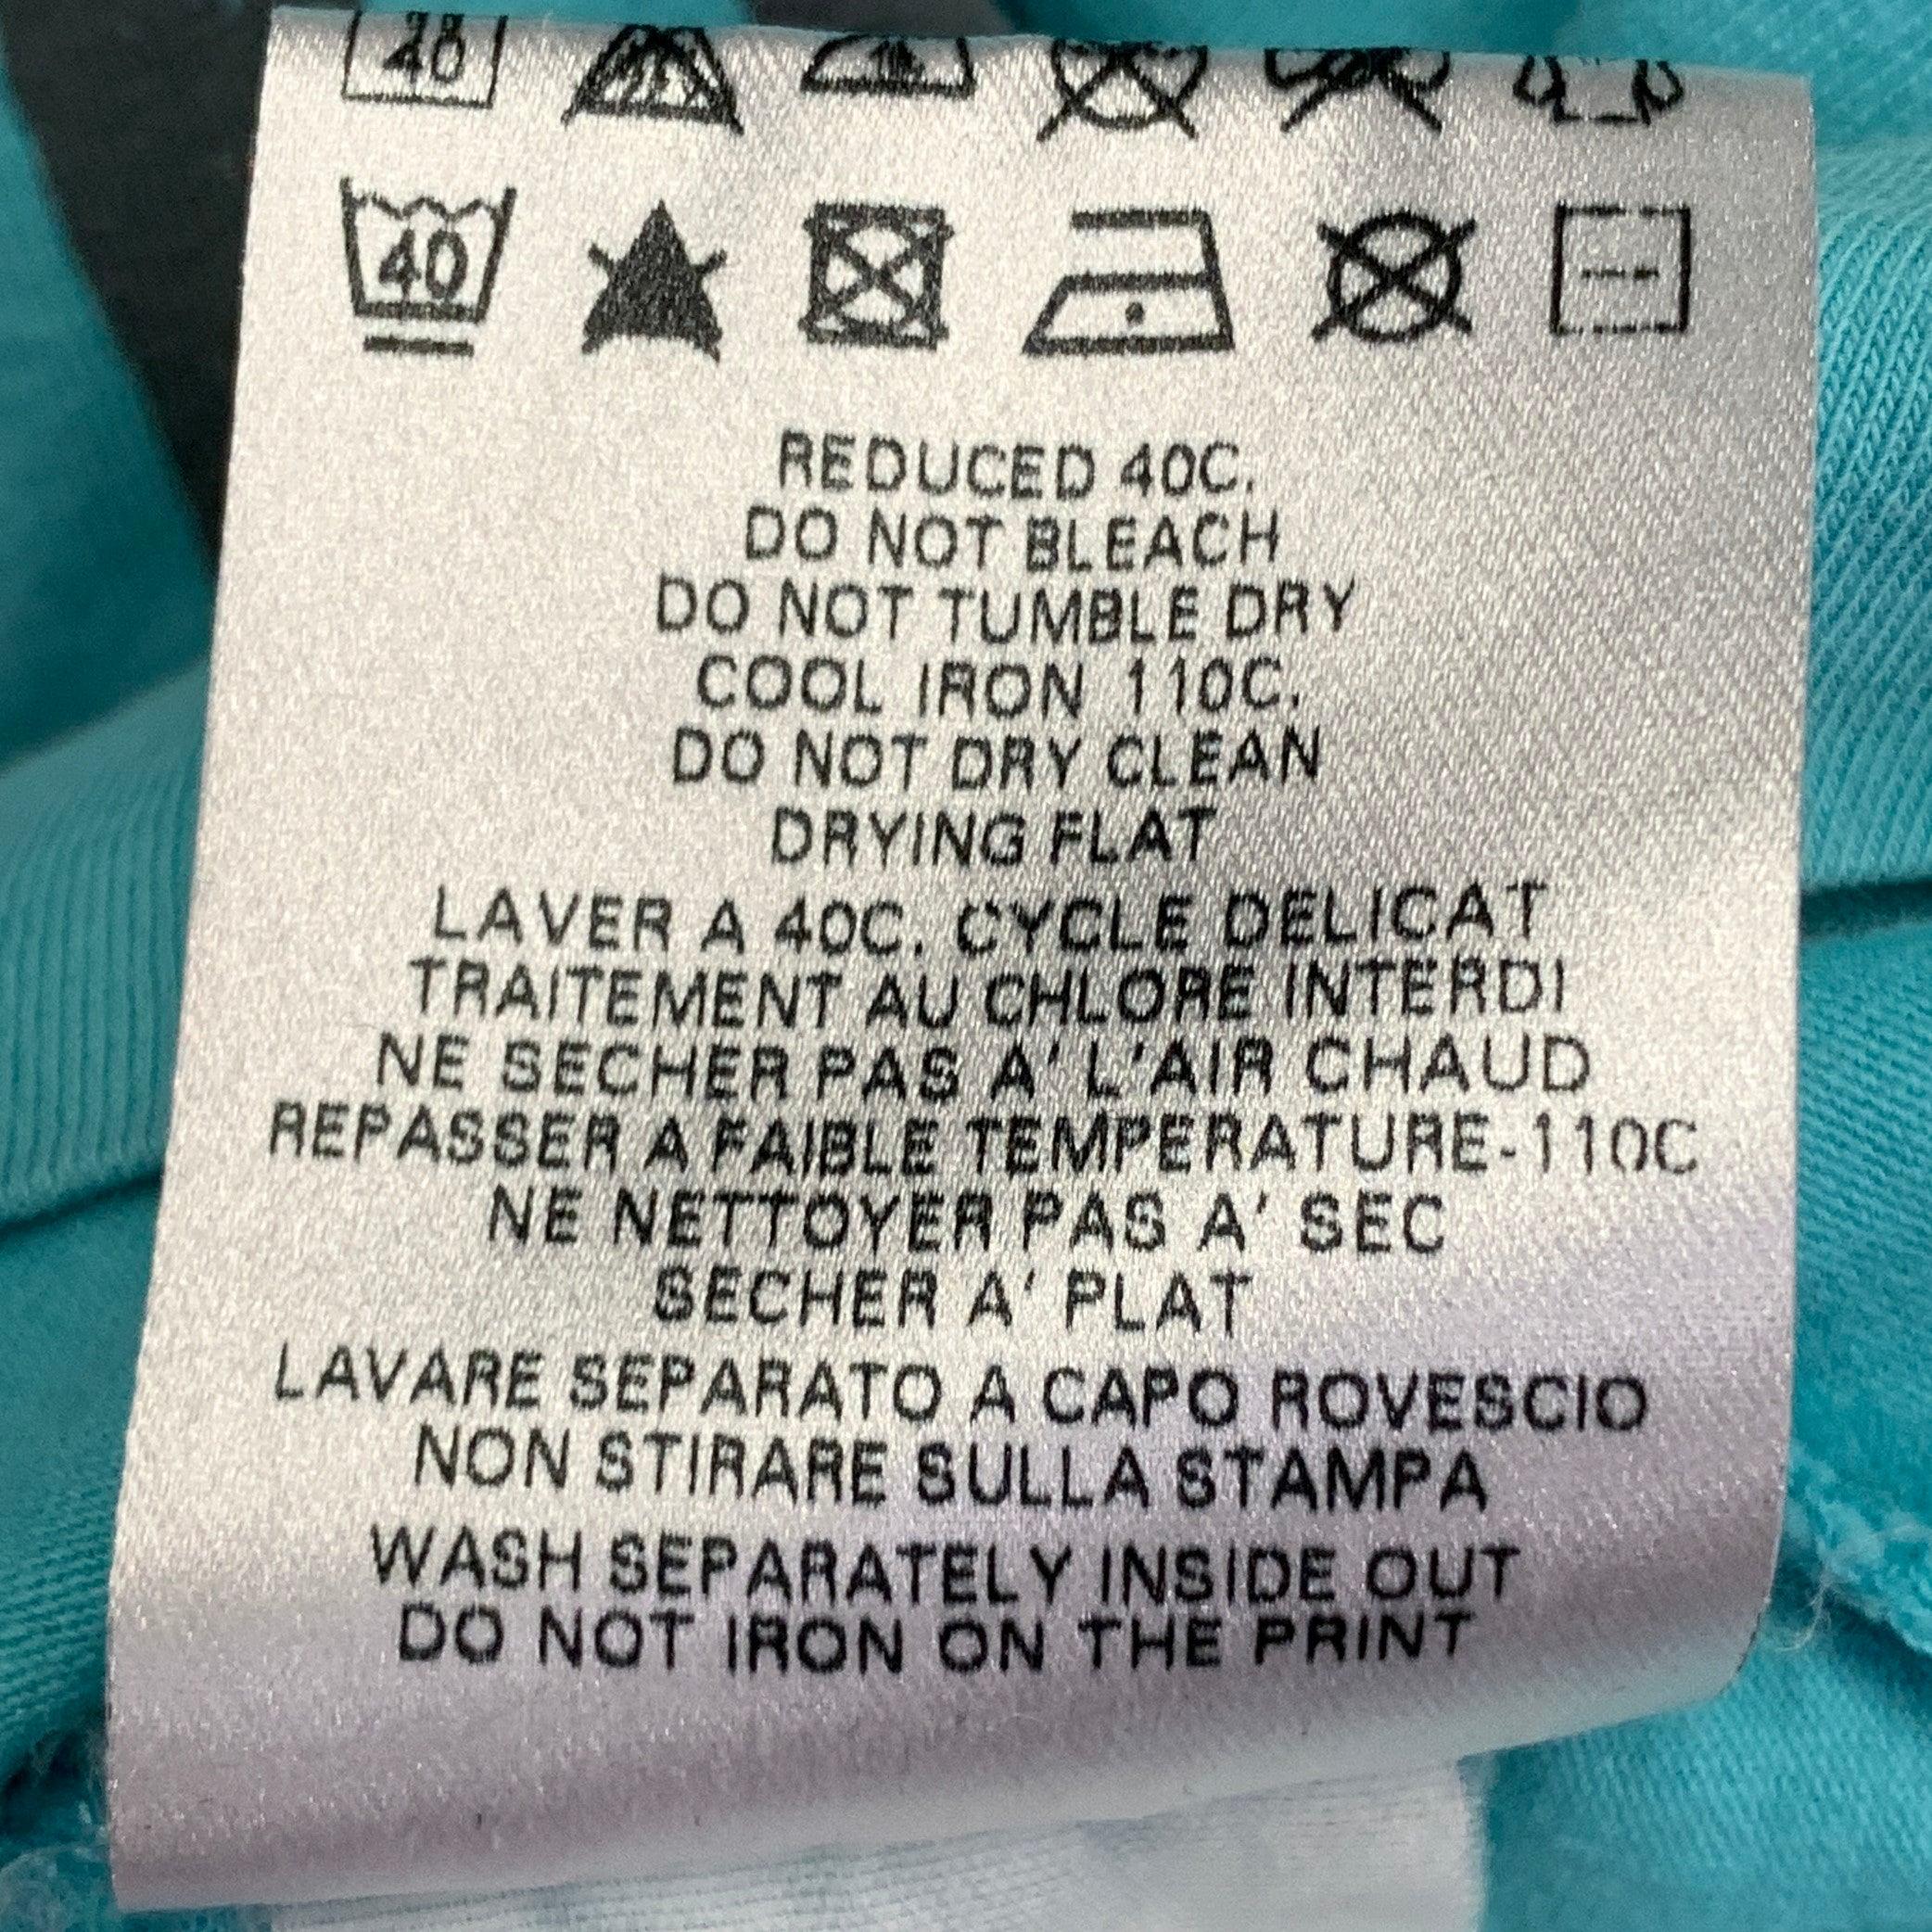 40
40
REDUCED 40C.
DO NOT BLEACH
DO NOT TUMBLE DRY
COOL IRON 110C.
DO NOT DRY CLEAN
DRYING FLAT
LAVER A 40C. CYCLE DELICAT
TRAITEMENT AU CHLORE INTERDI
NE SECHER PAS A' L'AIR CHAUD
REPASSER A FAIBLE TEMPERATURE-110C
NE NETTOYER PAS A' SEC
SECHER A' PLAT
LAVARE SEPARATO A CAPO ROVESCIO
NON STIRARE SULLA STAMPA
WASH SEPARATELY INSIDE OUT
DO NOT IRON ON THE PRINT